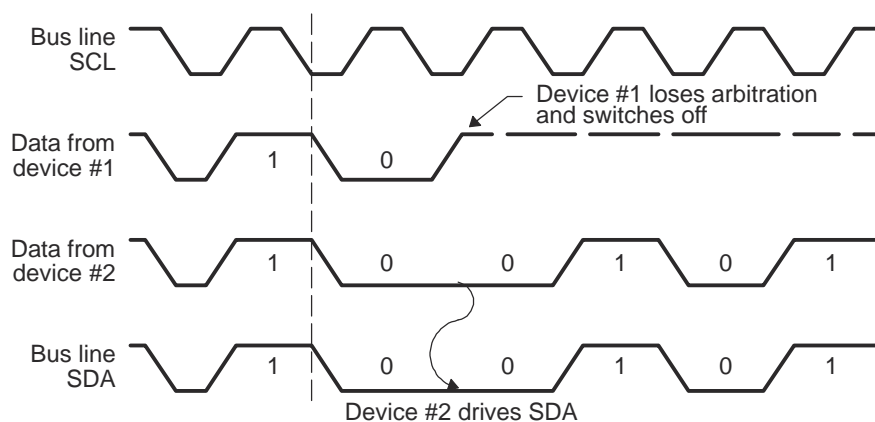 Bus line
SCL
Device #1 loses arbitration
and switches off
Data from
device #1
1 0
Data from
device #2
1 0 0 1 0 1
Bus line
SDA
1 0 0 1 0 1
Device #2 drives SDA